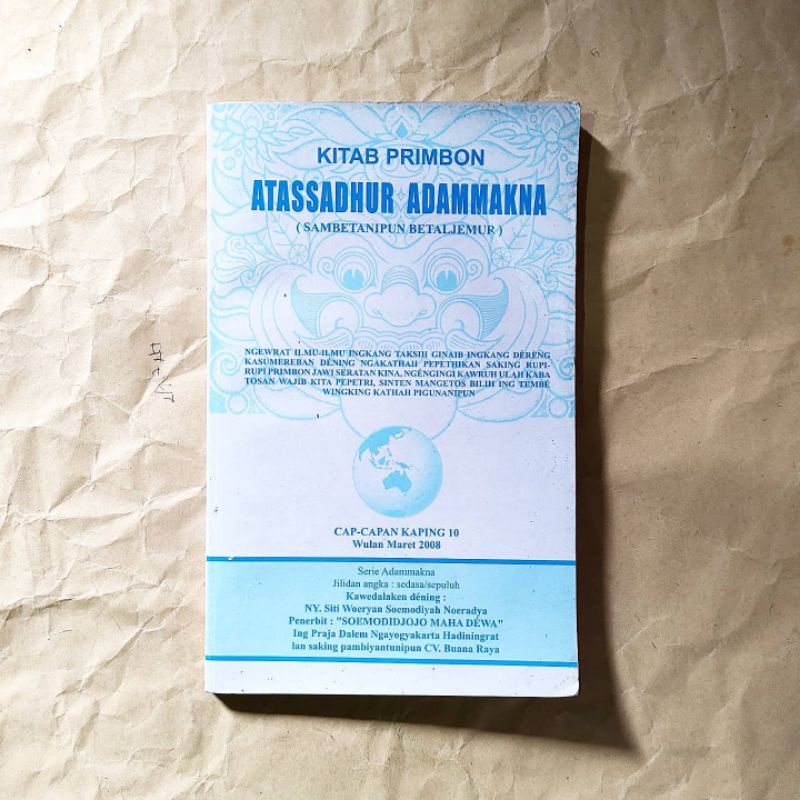 KITAB PRIMBON
ATASSADHUR ADAMMAKNA
( SAMBETANIPUN BETALJEMUR )
NGEWRAT ILMU-ILMU INGKANG TAKSIH GINAIB INGKANG DÉRENG
KASUMEREBAN DÉNING NGAKATHAH PEPETHIKAN SAKING RUPI-
RUPI PRIMBON JAWI SERATAN KINA, NGÉNGINGI KAWRUH ULAH KABA
TOSAN WAJIB KITA PEPETRI, SINTEN MANGETOS BILIH ING TEMBÉ
WINGKING KATHAH PIGUNANIPUN
CAP-CAPAN KAPING 10
Wulan Maret 2008
Serie Adammakna
Jilidan angka : sedasa/sepuluh
Kawedalaken déning :
NY. Siti Woeryan Soemodiyah Noeradya
Penerbit : "SOEMODIDJOJO MAHA DÉWA"
Ing Praja Dalem Ngayogyakarta Hadiningrat
lan saking pambiyantunipun CV. Buana Raya